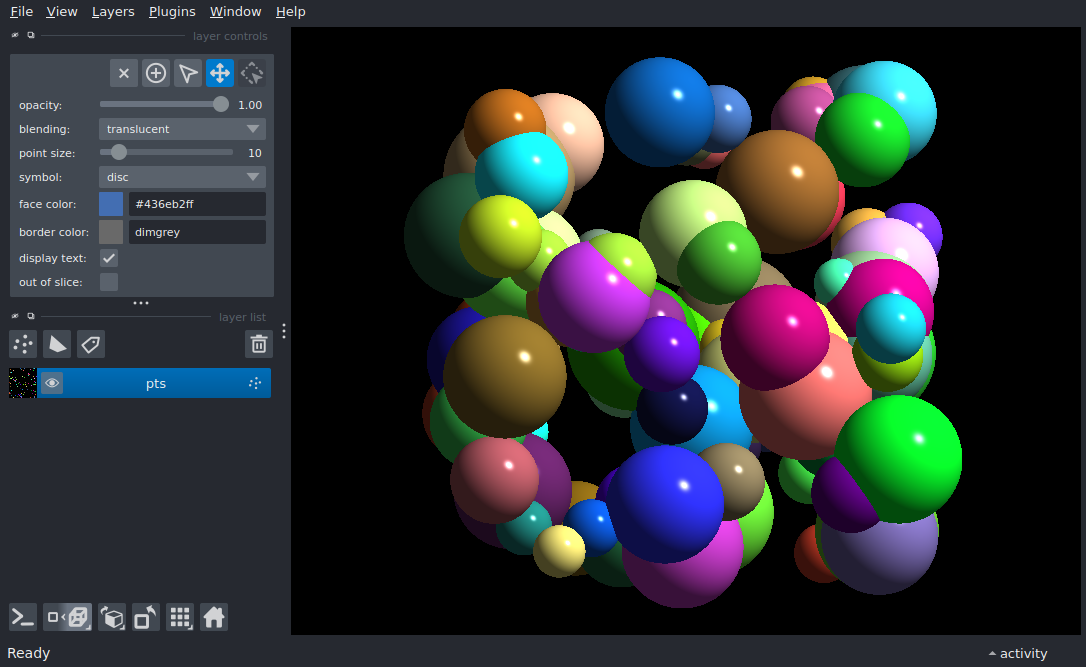 File View Layers Plugins Window Help
layer controls
opacity: 1.00
blending: translucent
point size: 10
symbol: disc
face color: #436eb2ff
border color: dimgrey
display text:
out of slice:
layer list
pts
Ready
activity